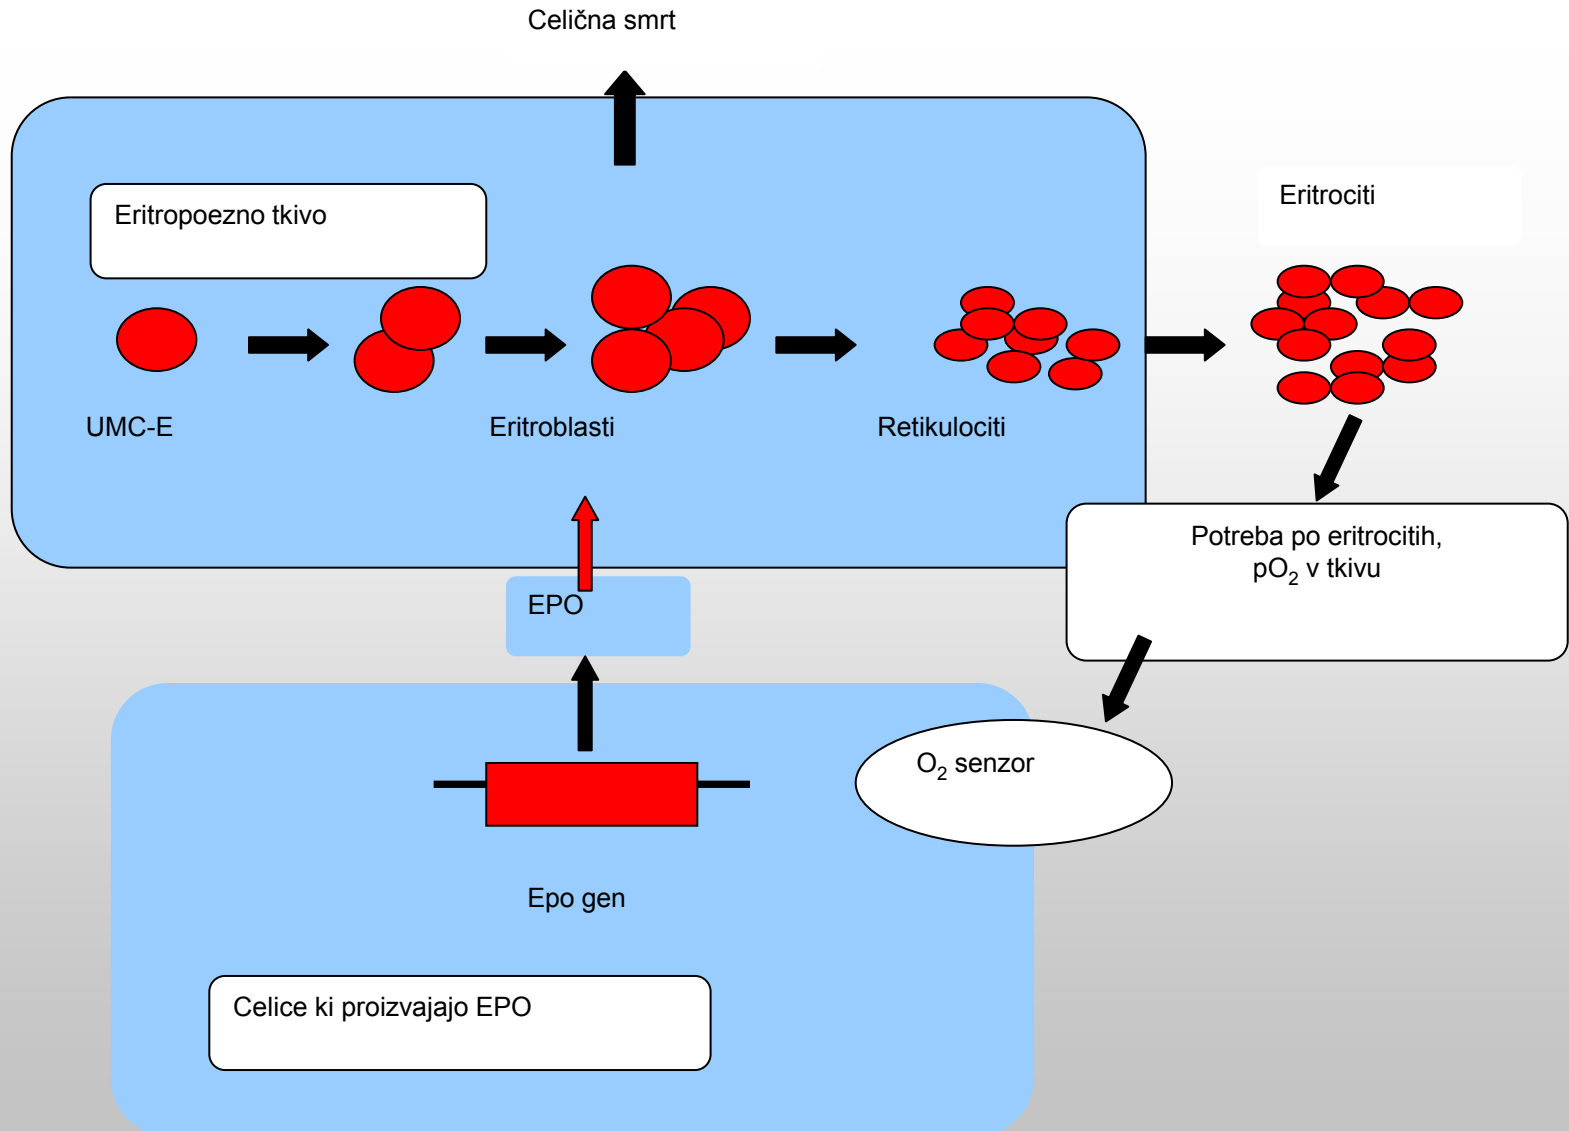 Celična smrt
Eritropoezno tkivo
Eritrociti
UMC-E
Eritroblasti
Retikulociti
Potreba po eritrocitih,
pO₂ v tkivu
EPO
O₂ senzor
Epo gen
Celice ki proizvajajo EPO